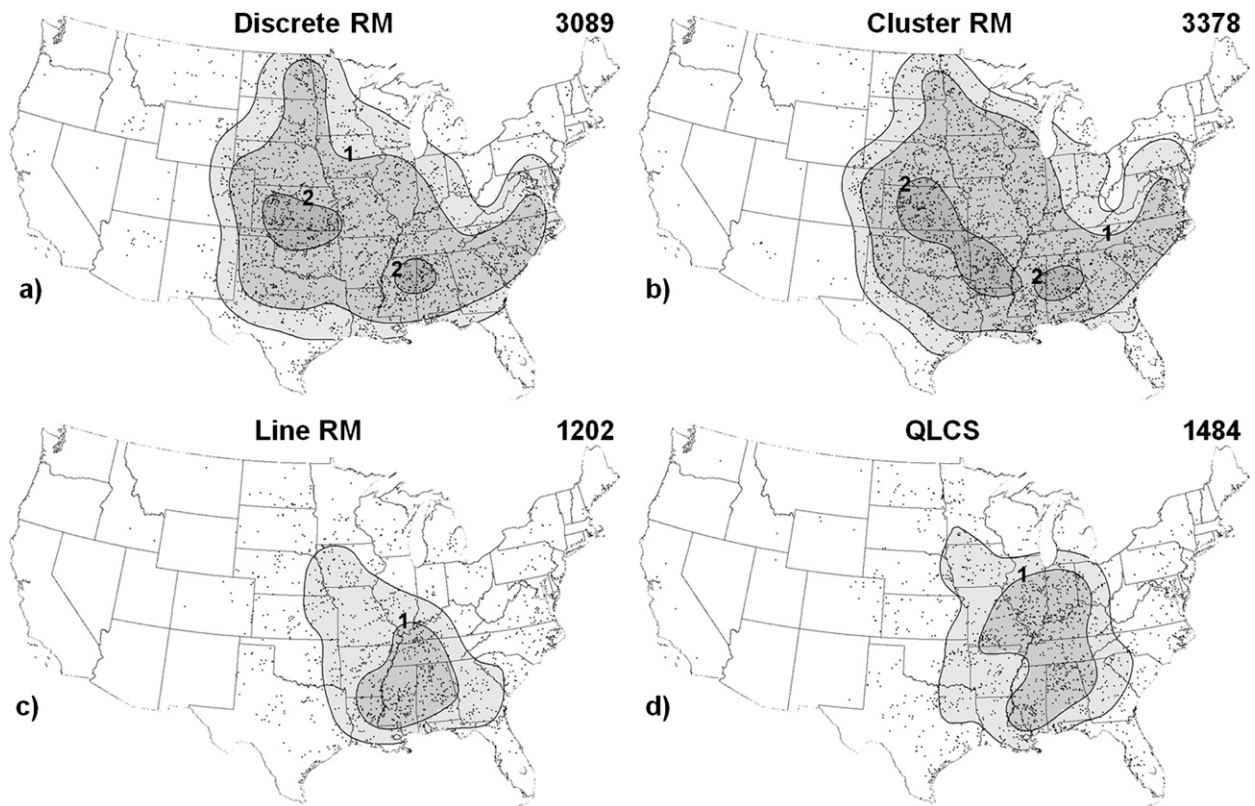 Discrete RM 3089
1
2
2
a)
Cluster RM 3378
2
1
2
b)
Line RM 1202
1
c)
QLCS 1484
1
d)